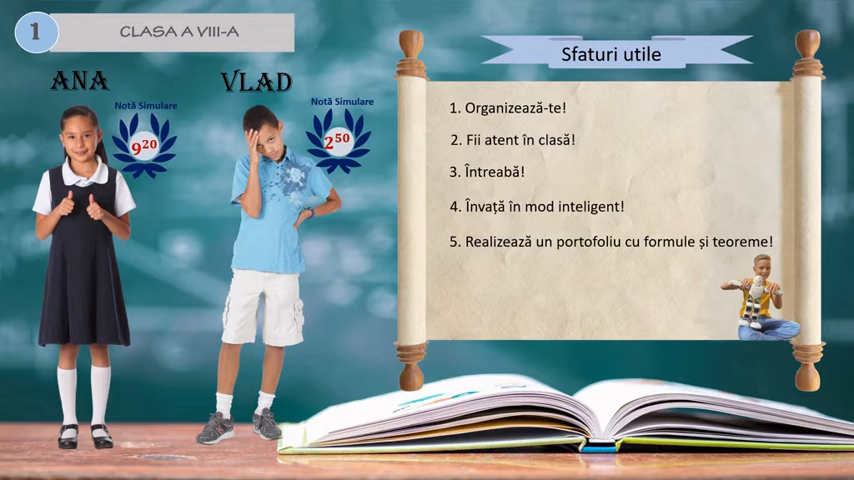 1
CLASA A VIII-A
ANA
VLAD
Notă Simulare
9²⁰
Notă Simulare
2⁵⁰
Sfaturi utile
1. Organizează-te!
2. Fii atent în clasă!
3. Întreabă!
4. Învață în mod inteligent!
5. Realizează un portofoliu cu formule și teoreme!